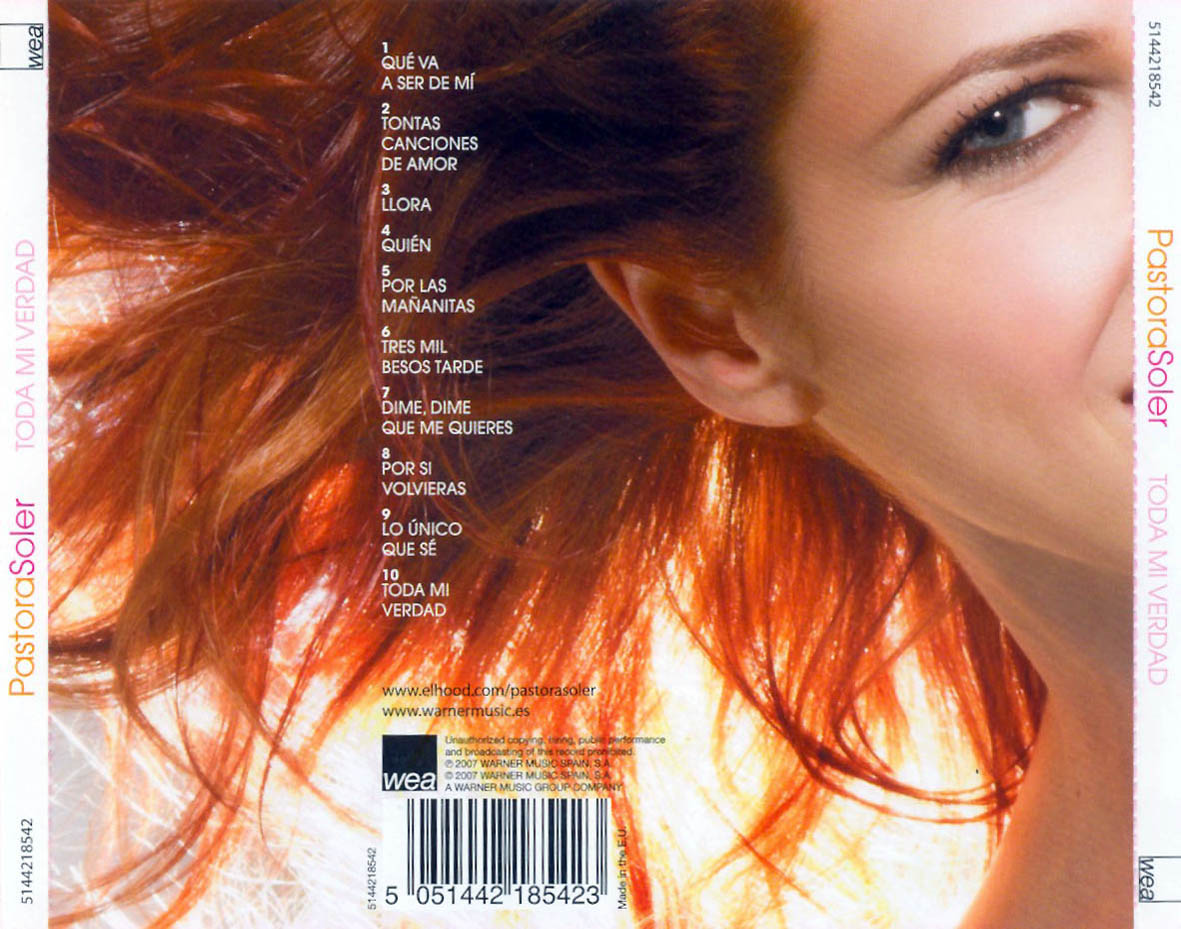 wea
5144218542
1
QUÉ VA
A SER DE MÍ
2
TONTAS
CANCIONES
DE AMOR
3
LLORA
4
QUIÉN
5
POR LAS
MAÑANITAS
6
TRES MIL
BESOS TARDE
7
DIME, DIME
QUE ME QUIERES
8
POR SI
VOLVIERAS
9
LO ÚNICO
QUE SÉ
10
TODA MI
VERDAD
PastoraSoler TODA MI VERDAD
PastoraSoler TODA MI VERDAD
www.elhood.com/pastorasoler
www.warnermusic.es
wea
Unauthorized copying, hiring, public performance
and broadcasting of this record prohibited.
℗ 2007 WARNER MUSIC SPAIN, S.A.
© 2007 WARNER MUSIC SPAIN, S.A.
A WARNER MUSIC GROUP COMPANY
5144218542
5 051442 185423
Made in the E.U.
5144218542
wea